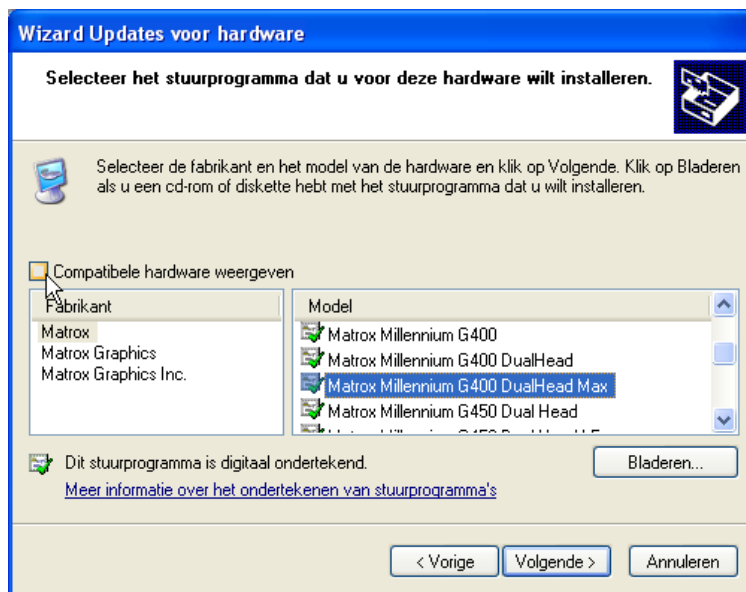 Wizard Updates voor hardware
Selecteer het stuurprogramma dat u voor deze hardware wilt installeren.
Selecteer de fabrikant en het model van de hardware en klik op Volgende. Klik op Bladeren
als u een cd-rom of diskette hebt met het stuurprogramma dat u wilt installeren.
Compatibele hardware weergeven
Fabrikant
Matrox
Matrox Graphics
Matrox Graphics Inc.
Model
Matrox Millennium G400
Matrox Millennium G400 DualHead
Matrox Millennium G400 DualHead Max
Matrox Millennium G450 Dual Head
Dit stuurprogramma is digitaal ondertekend.
Meer informatie over het ondertekenen van stuurprogramma's
Bladeren...
< Vorige
Volgende >
Annuleren